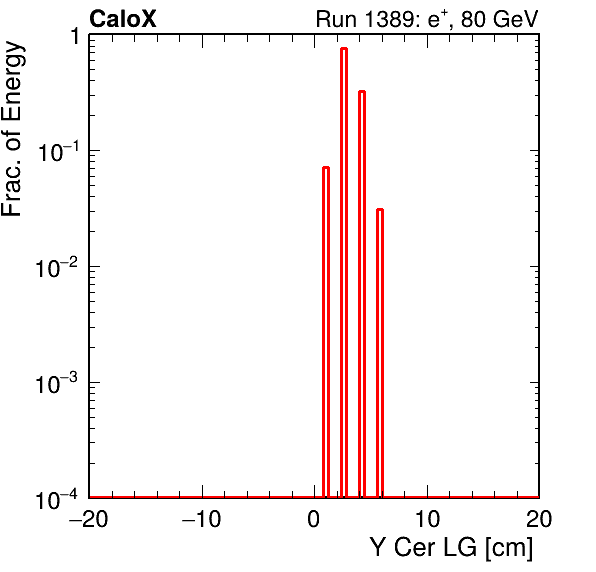 CaloX Run 1389: e⁺, 80 GeV
Frac. of Energy
1
10⁻¹
10⁻²
10⁻³
10⁻⁴
−20 −10 0 10 20
Y Cer LG [cm]